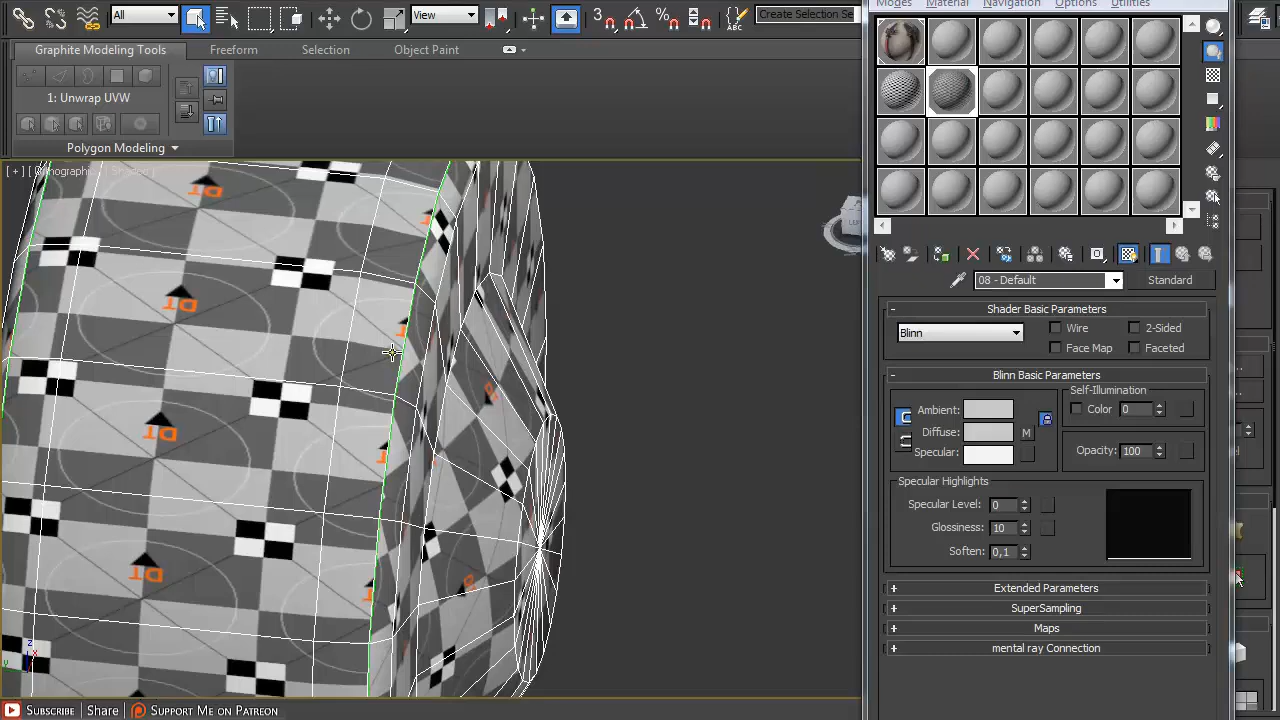 All
View
Create Selection Se
Modes Material Navigation Options Utilities
Graphite Modeling Tools Freeform Selection Object Paint
1: Unwrap UVW
Polygon Modeling
08 - Default
Standard
Shader Basic Parameters
Blinn
Wire
2-Sided
Face Map
Faceted
Blinn Basic Parameters
Self-Illumination
Color 0
Ambient:
Diffuse: M
Specular:
Opacity: 100
Specular Highlights
Specular Level: 0
Glossiness: 10
Soften: 0,1
Extended Parameters
SuperSampling
Maps
mental ray Connection
Subscribe Share Support Me on Patreon